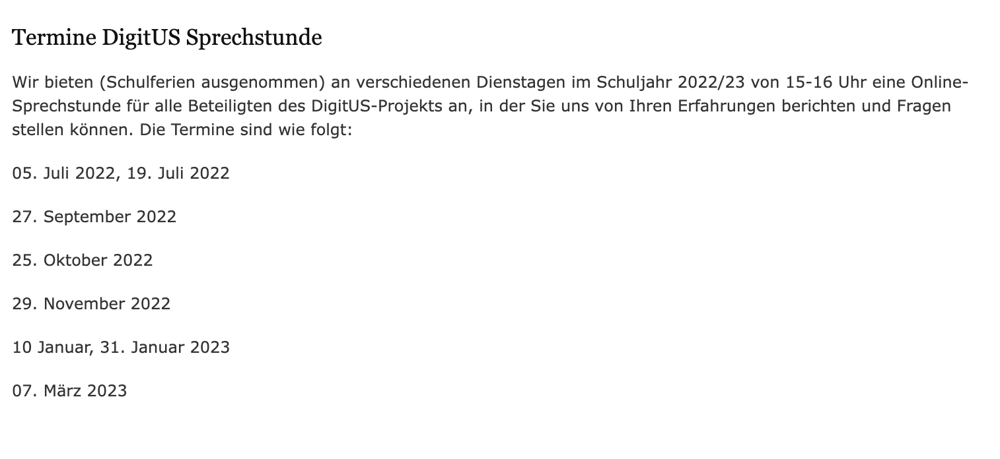 Termine DigitUS Sprechstunde
Wir bieten (Schulferien ausgenommen) an verschiedenen Dienstagen im Schuljahr 2022/23 von 15-16 Uhr eine Online-
Sprechstunde für alle Beteiligten des DigitUS-Projekts an, in der Sie uns von Ihren Erfahrungen berichten und Fragen
stellen können. Die Termine sind wie folgt:
05. Juli 2022, 19. Juli 2022
27. September 2022
25. Oktober 2022
29. November 2022
10 Januar, 31. Januar 2023
07. März 2023